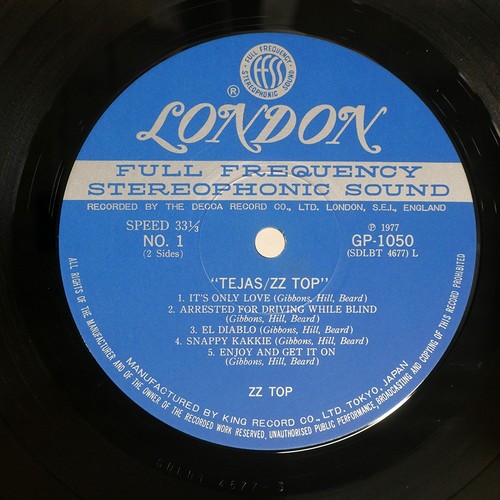 FULL FREQUENCY
ffss
STEREOPHONIC SOUND
®
LONDON
FULL FREQUENCY
STEREOPHONIC SOUND
RECORDED BY THE DECCA RECORD CO., LTD. LONDON, S.E.I., ENGLAND
SPEED 33⅓
NO. 1
(2 Sides)
℗ 1977
GP-1050
(SDLBT 4677) L
"TEJAS/ZZ TOP"
1. IT'S ONLY LOVE (Gibbons, Hill, Beard)
2. ARRESTED FOR DRIVING WHILE BLIND
(Gibbons, Hill, Beard)
3. EL DIABLO (Gibbons, Hill, Beard)
4. SNAPPY KAKKIE (Gibbons, Hill, Beard)
5. ENJOY AND GET IT ON
(Gibbons, Hill, Beard)
ZZ TOP
MANUFACTURED BY KING RECORD CO., LTD. TOKYO, JAPAN
ALL RIGHTS OF THE MANUFACTURER AND OF THE OWNER OF THE RECORDED WORK RESERVED, UNAUTHORISED PUBLIC PERFORMANCE, BROADCASTING AND COPYING OF THIS RECORD PROHIBITED